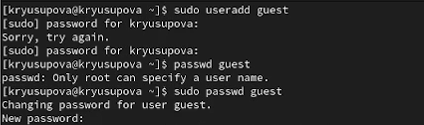 [kryusupova@kryusupova ~]$ sudo useradd guest
[sudo] password for kryusupova:
Sorry, try again.
[sudo] password for kryusupova:
[kryusupova@kryusupova ~]$ passwd guest
passwd: Only root can specify a user name.
[kryusupova@kryusupova ~]$ sudo passwd guest
Changing password for user guest.
New password: